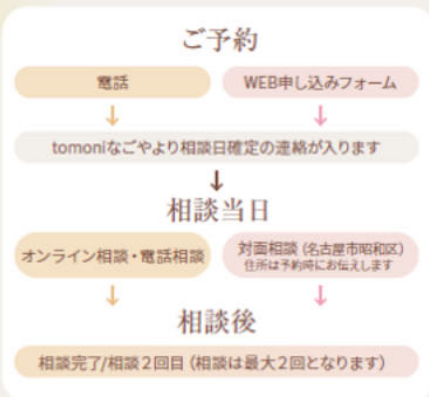 ご予約
電話
WEB申し込みフォーム
↓ ↓
tomoniなごやより相談日確定の連絡が入ります
↓
相談当日
オンライン相談・電話相談
対面相談（名古屋市昭和区）
住所は予約時にお伝えします
↓ ↓
相談後
相談完了/相談２回目（相談は最大２回となります）